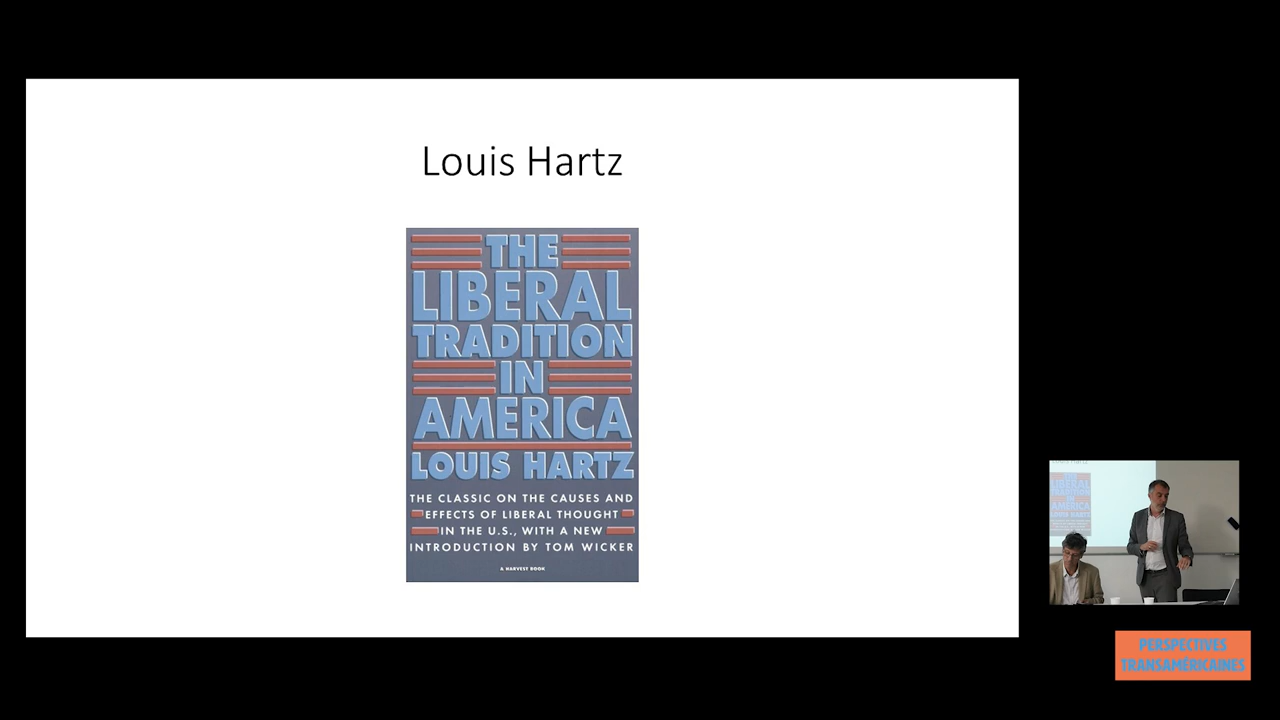 Louis Hartz
THE
LIBERAL
TRADITION
IN
AMERICA
LOUIS HARTZ
THE CLASSIC ON THE CAUSES AND
EFFECTS OF LIBERAL THOUGHT
IN THE U.S., WITH A NEW
INTRODUCTION BY TOM WICKER
A HARVEST BOOK
PERSPECTIVES
TRANSAMÉRICAINES